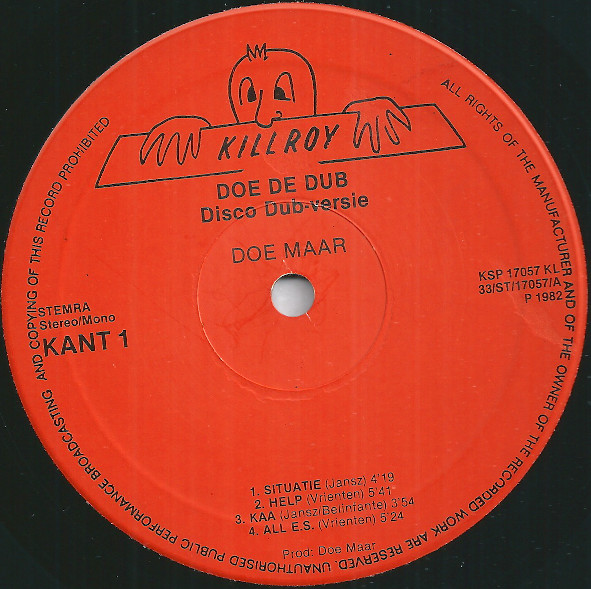 KILLROY
DOE DE DUB
Disco Dub-versie
DOE MAAR
KSP 17057 KL
33/ST/17057/A
P 1982
STEMRA
Stereo/Mono
KANT 1
1. SITUATIE (Jansz) 4'19
2. HELP (Vrienten) 5'41
3. KAA (Jansz/Belinfante) 3'54
4. ALL E.S. (Vrienten) 5'24
Prod: Doe Maar
ALL RIGHTS OF THE MANUFACTURER AND OF THE OWNER OF THE RECORDED WORK ARE RESERVED. UNAUTHORISED PUBLIC PERFORMANCE BROADCASTING AND COPYING OF THIS RECORD PROHIBITED